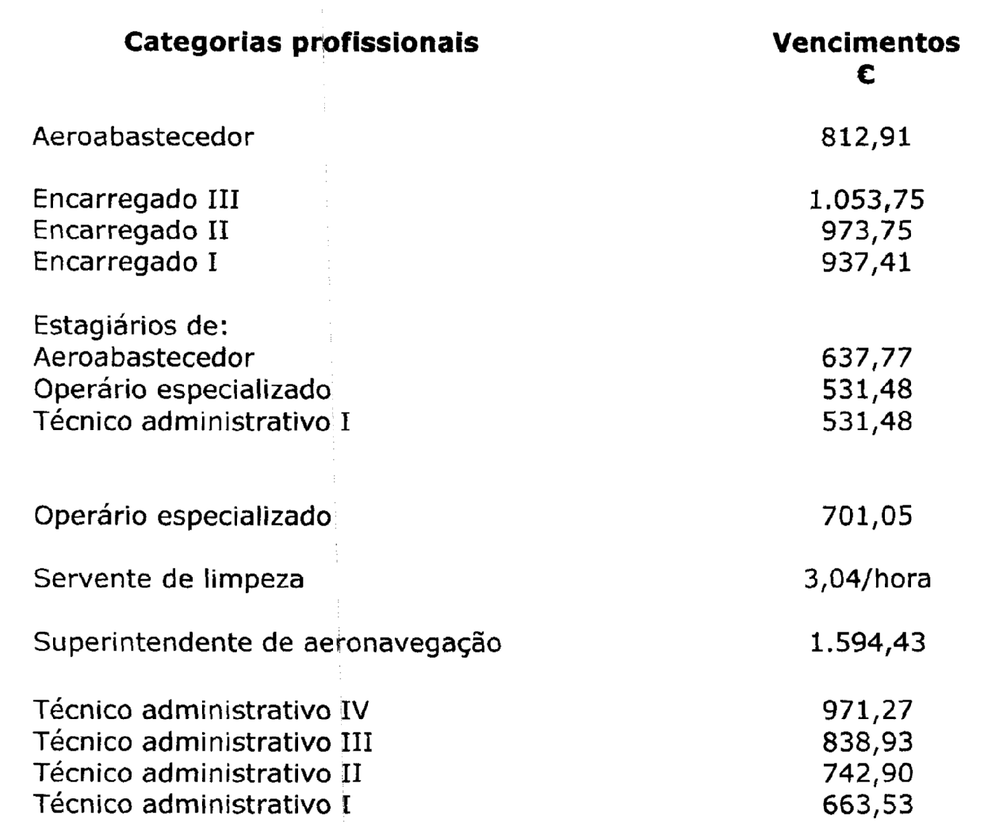 Categorias profissionais Vencimentos
€
Aeroabastecedor 812,91
Encarregado III 1.053,75
Encarregado II 973,75
Encarregado I 937,41
Estagiários de:
Aeroabastecedor 637,77
Operário especializado 531,48
Técnico administrativo I 531,48
Operário especializado 701,05
Servente de limpeza 3,04/hora
Superintendente de aeronavegação 1.594,43
Técnico administrativo IV 971,27
Técnico administrativo III 838,93
Técnico administrativo II 742,90
Técnico administrativo I 663,53